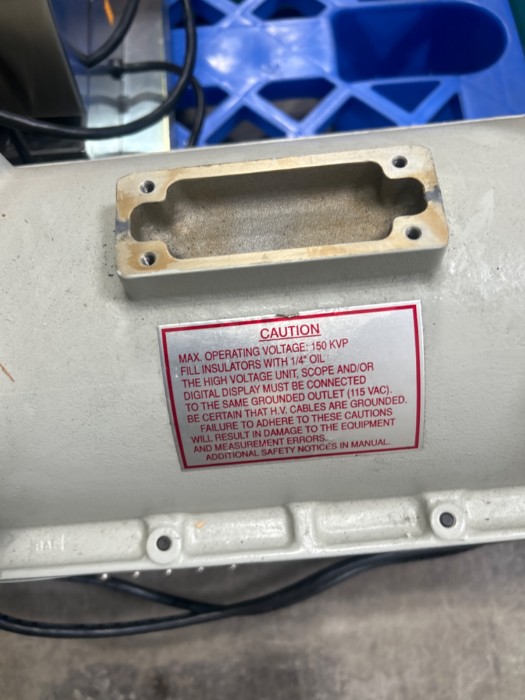 CAUTION
MAX. OPERATING VOLTAGE: 150 KVP
FILL INSULATORS WITH 1/4" OIL
THE HIGH VOLTAGE UNIT, SCOPE AND/OR
DIGITAL DISPLAY MUST BE CONNECTED
TO THE SAME GROUNDED OUTLET (115 VAC).
BE CERTAIN THAT H.V. CABLES ARE GROUNDED.
FAILURE TO ADHERE TO THESE CAUTIONS
WILL RESULT IN DAMAGE TO THE EQUIPMENT
AND MEASUREMENT ERRORS.
ADDITIONAL SAFETY NOTICES IN MANUAL.